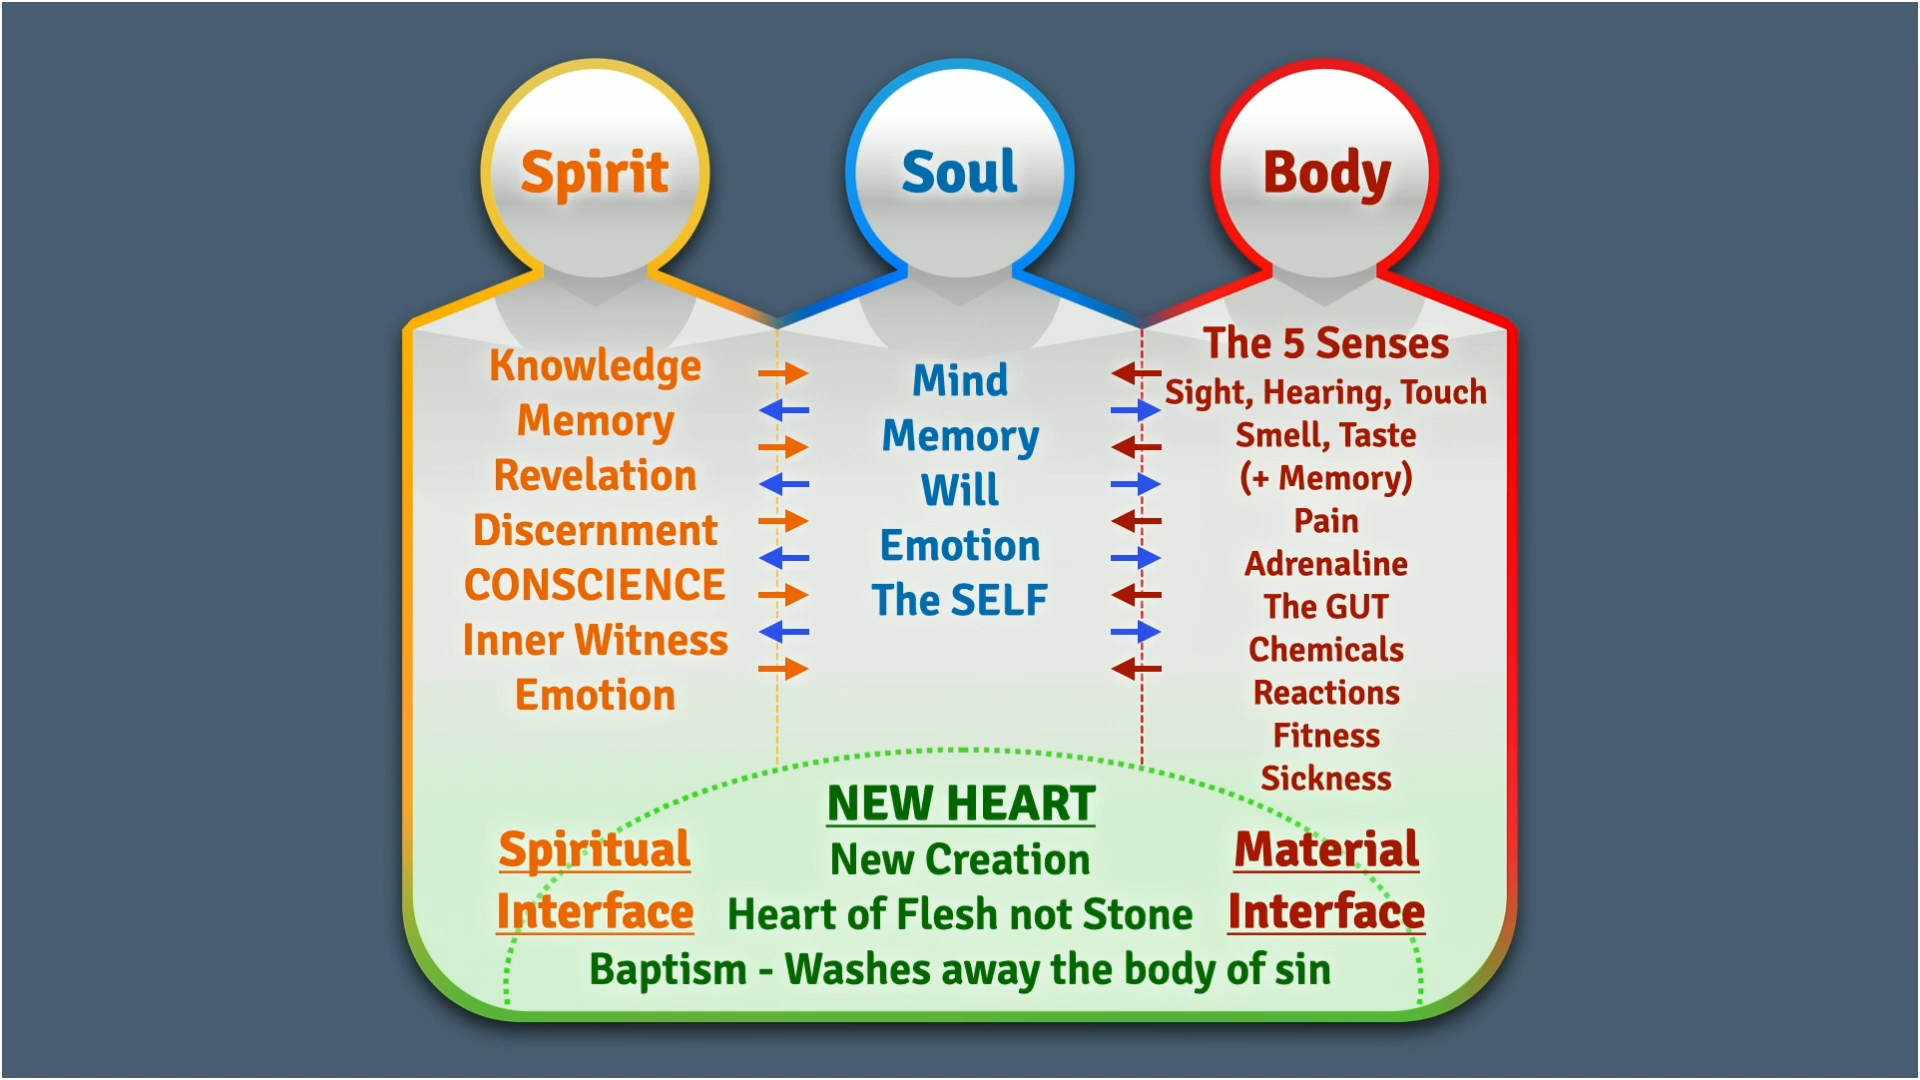 Spirit
Soul
Body
Knowledge
Memory
Revelation
Discernment
CONSCIENCE
Inner Witness
Emotion
Mind
Memory
Will
Emotion
The SELF
The 5 Senses
Sight, Hearing, Touch
Smell, Taste
(+ Memory)
Pain
Adrenaline
The GUT
Chemicals
Reactions
Fitness
Sickness
Spiritual
Interface
NEW HEART
New Creation
Heart of Flesh not Stone
Baptism - Washes away the body of sin
Material
Interface